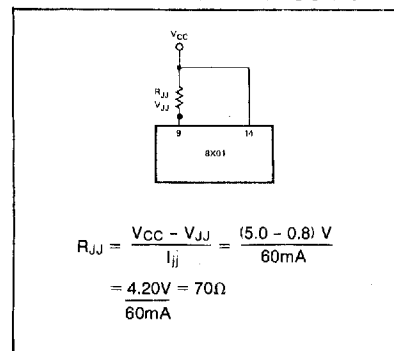 VCC
RJJ
VJJ
9 14
8X01
RJJ = VCC - VJJ / Ijj = (5.0 - 0.8) V / 60mA
= 4.20V / 60mA = 70Ω